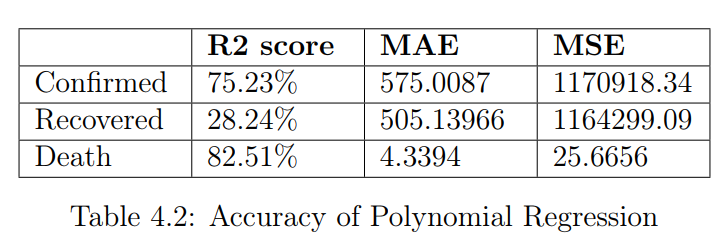 R2 score MAE MSE
Confirmed 75.23% 575.0087 1170918.34
Recovered 28.24% 505.13966 1164299.09
Death 82.51% 4.3394 25.6656
Table 4.2: Accuracy of Polynomial Regression